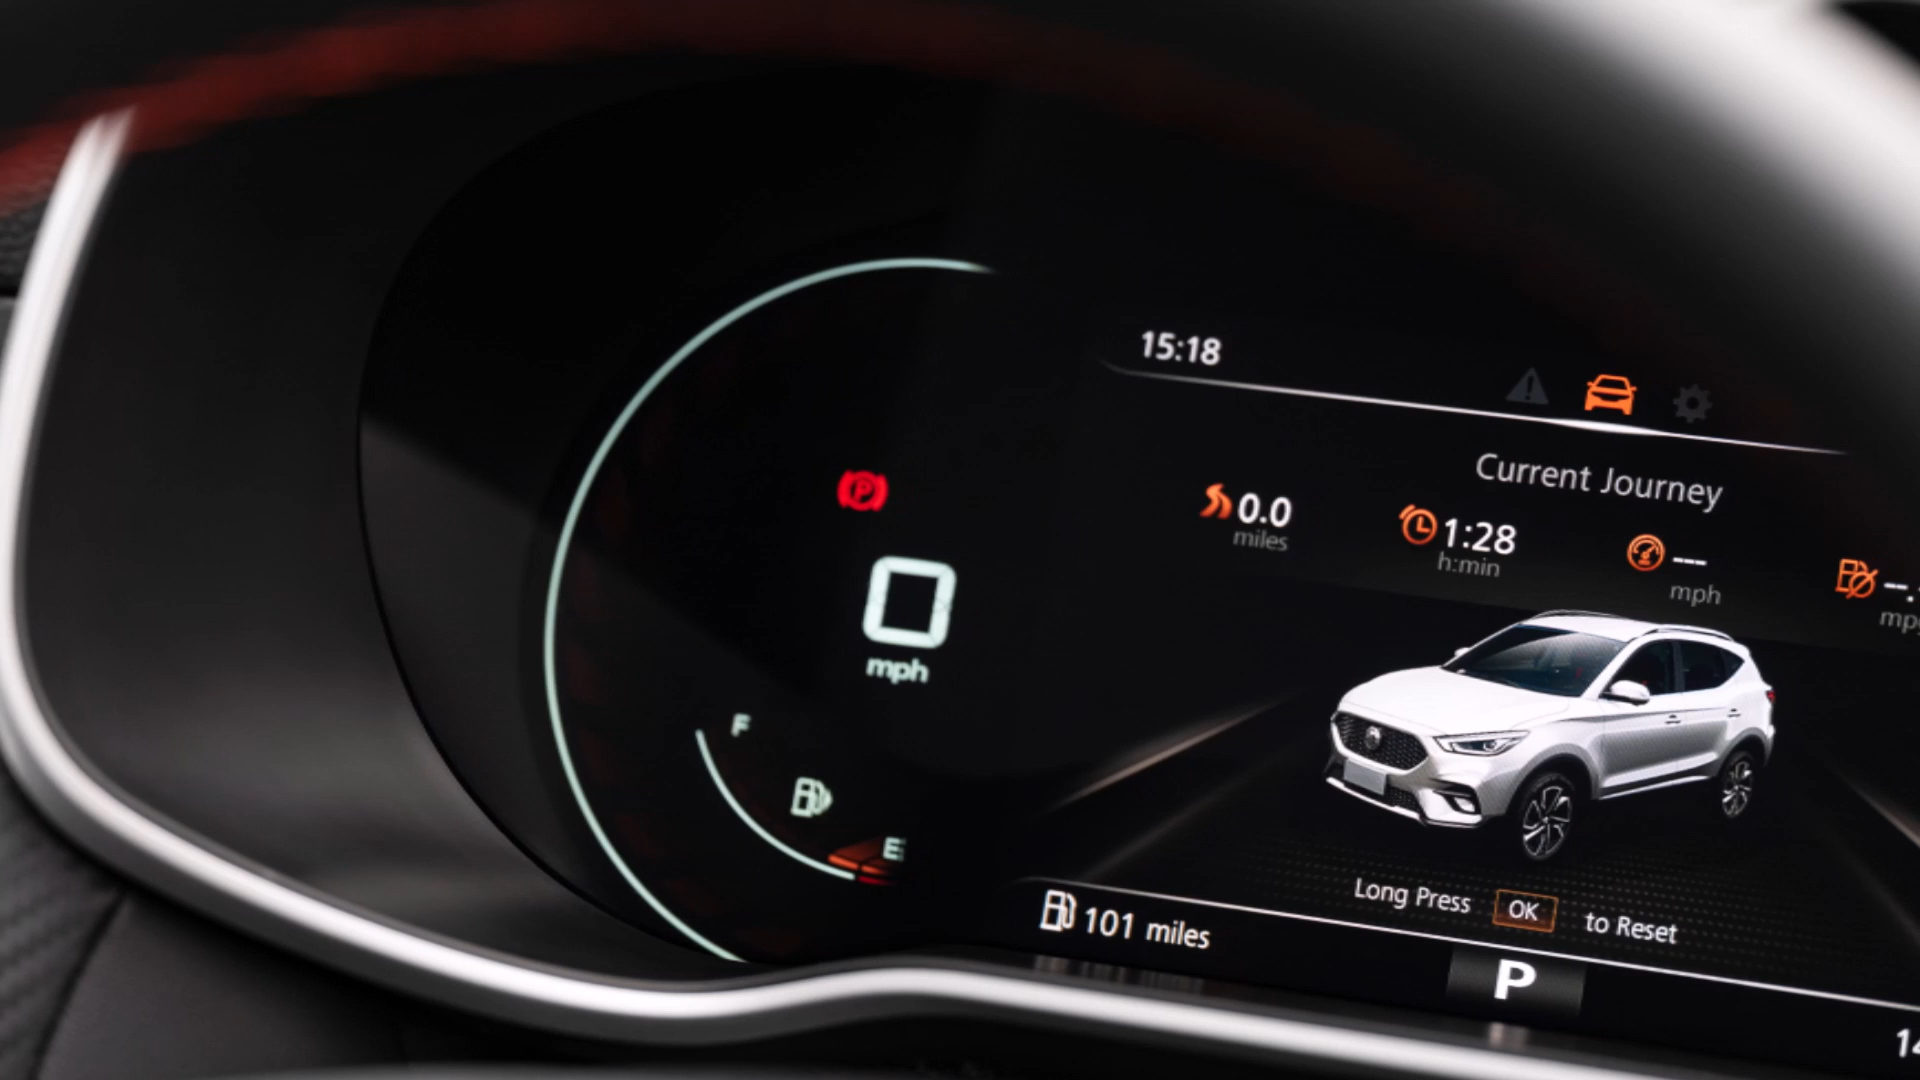 15:18
Current Journey
0.0
miles
1:28
h:min
---
mph
P
0
mph
F
E
Long Press OK to Reset
101 miles
P